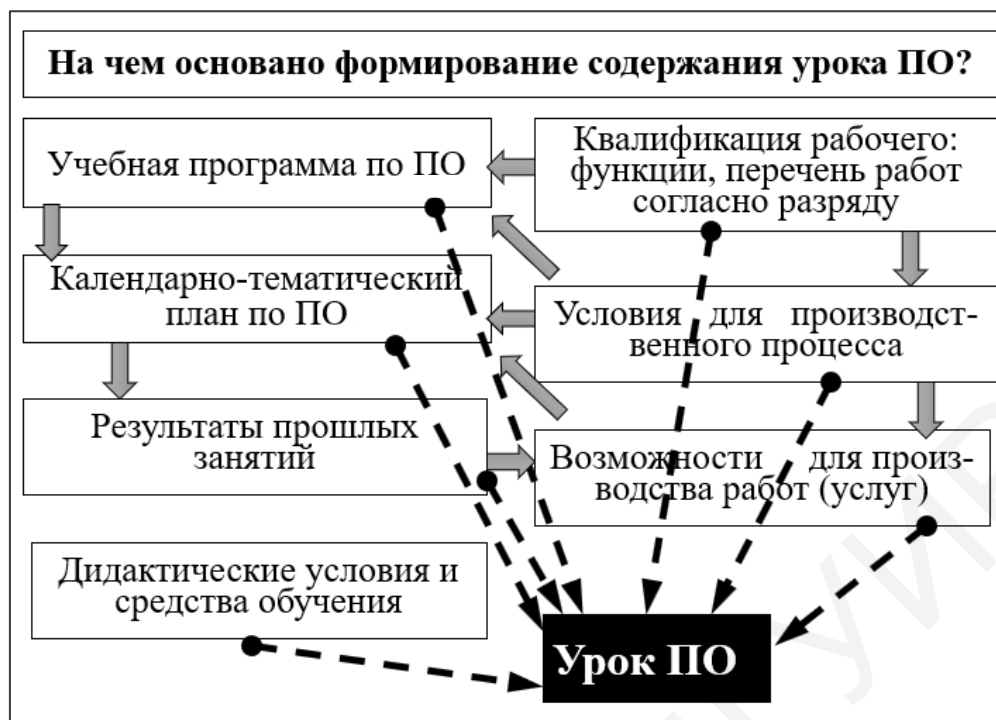 На чем основано формирование содержания урока ПО?
Учебная программа по ПО
Квалификация рабочего:
функции, перечень работ
согласно разряду
Календарно-тематический
план по ПО
Условия для производст-
венного процесса
Результаты прошлых
занятий
Возможности для произ-
водства работ (услуг)
Дидактические условия и
средства обучения
Урок ПО